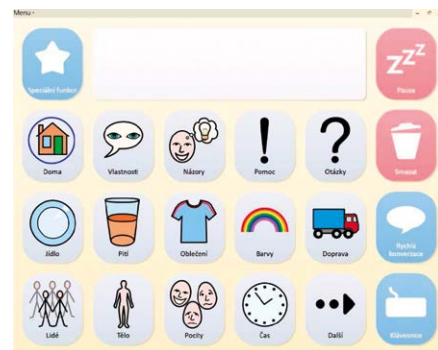 Menu
Speciální funkce
zzz
Pauza
Doma
Vlastnosti
Názory
Pomoc
Otázky
Smazat
Jídlo
Pití
Oblečení
Barvy
Doprava
Rychlá
konverzace
Lidé
Tělo
Pocity
Čas
Další
Klávesnice